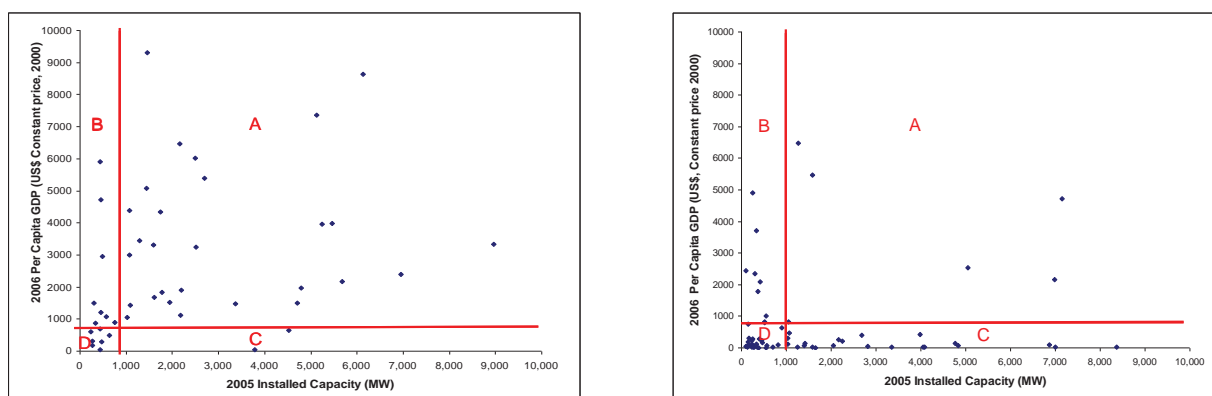 2006 Per Capita GDP (US$ Constant price, 2000)
10000
9000
8000
7000
6000
5000
4000
3000
2000
1000
0
B
A
D
C
0 1,000 2,000 3,000 4,000 5,000 6,000 7,000 8,000 9,000 10,000
2005 Installed Capacity (MW)
2006 Per Capita GDP (US$, Constant price 2000)
10000
9000
8000
7000
6000
5000
4000
3000
2000
1000
0
B
A
D
C
0 1,000 2,000 3,000 4,000 5,000 6,000 7,000 8,000 9,000 10,000
2005 Installed Capacity (MW)